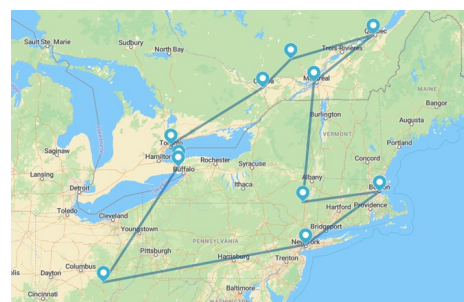 Québec
Sault Ste. Marie
Sudbury
North Bay
Trois-Rivières
Montreal
MAINE
Bangor
Augusta
Burlington
VERMONT
Portland
Toronto
Hamilton
Rochester
Syracuse
Concord
Saginaw
Buffalo
Lansing
Ithaca
Albany
Boston
Detroit
Hartford
Providence
Toledo
Cleveland
Bridgeport
Youngstown
PENNSYLVANIA
New York
Pittsburgh
Harrisburg
Trenton
Columbus
Dayton
Baltimore
Cincinnati